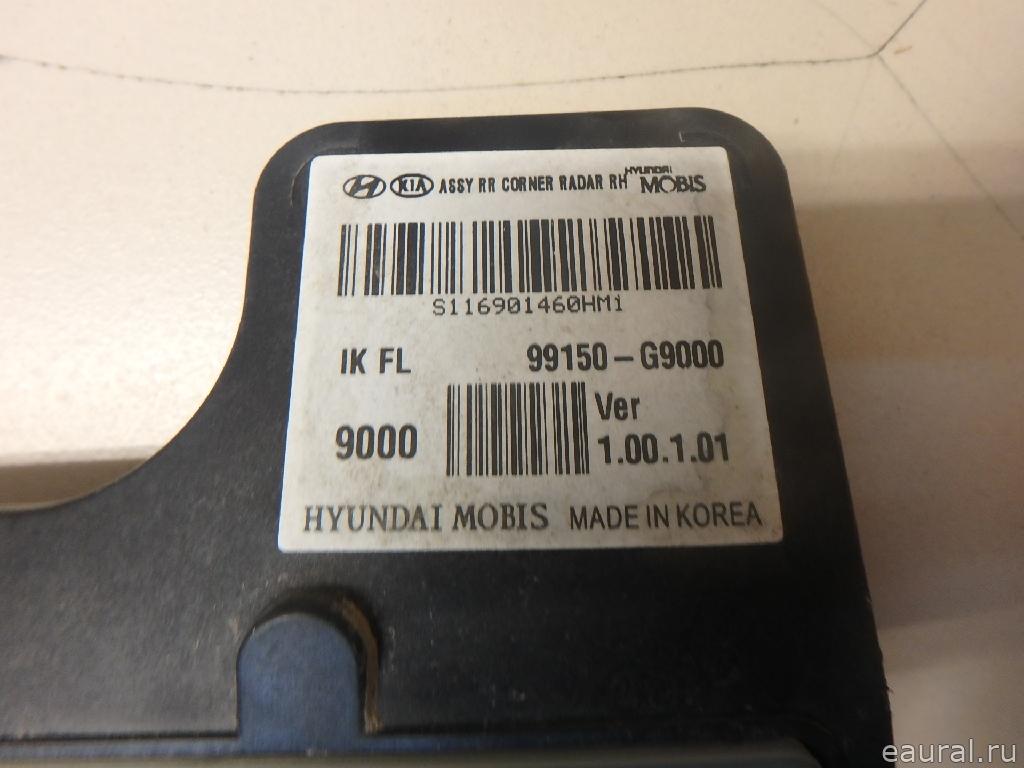 KIA ASSY RR CORNER RADAR RH HYUNDAI MOBIS
S116901460HMi
IK FL 99150-G9000
9000 Ver 1.00.1.01
HYUNDAI MOBIS MADE IN KOREA
eaural.ru